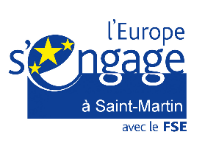 l'Europe
s'engage
à Saint-Martin
avec le FSE